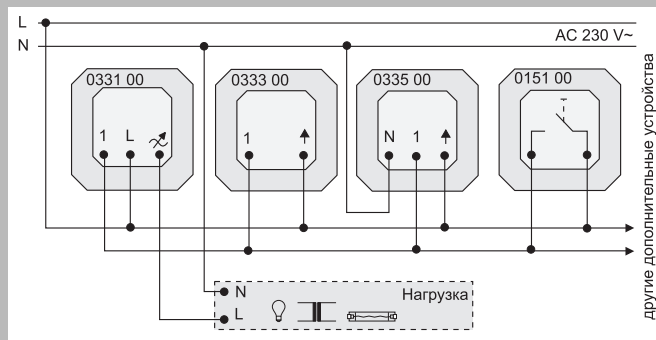 L
N
AC 230 V~
0331 00
0333 00
0335 00
0151 00
1 L
1
N 1
другие дополнительные устройства
N
Нагрузка
L